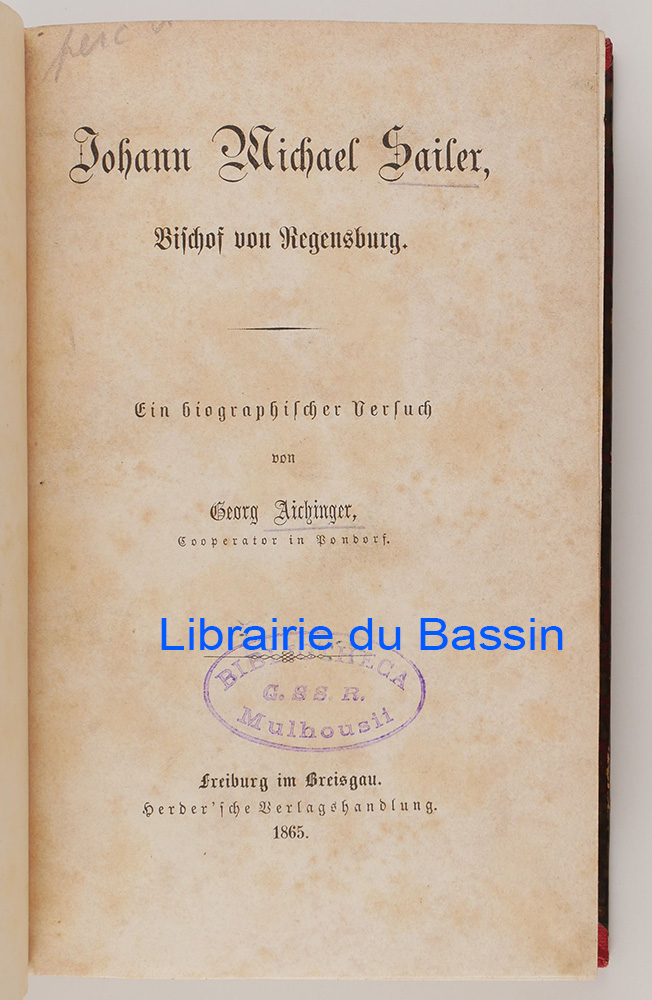 Johann Michael Sailer,
Bischof von Regensburg.
Ein biographischer Versuch
von
Georg Aichinger,
Cooperator in Pondorf.
Librairie du Bassin
BIBLIOTHECA
C. SS. R.
Mulhousii
Freiburg im Breisgau.
Herder'sche Verlagshandlung.
1865.